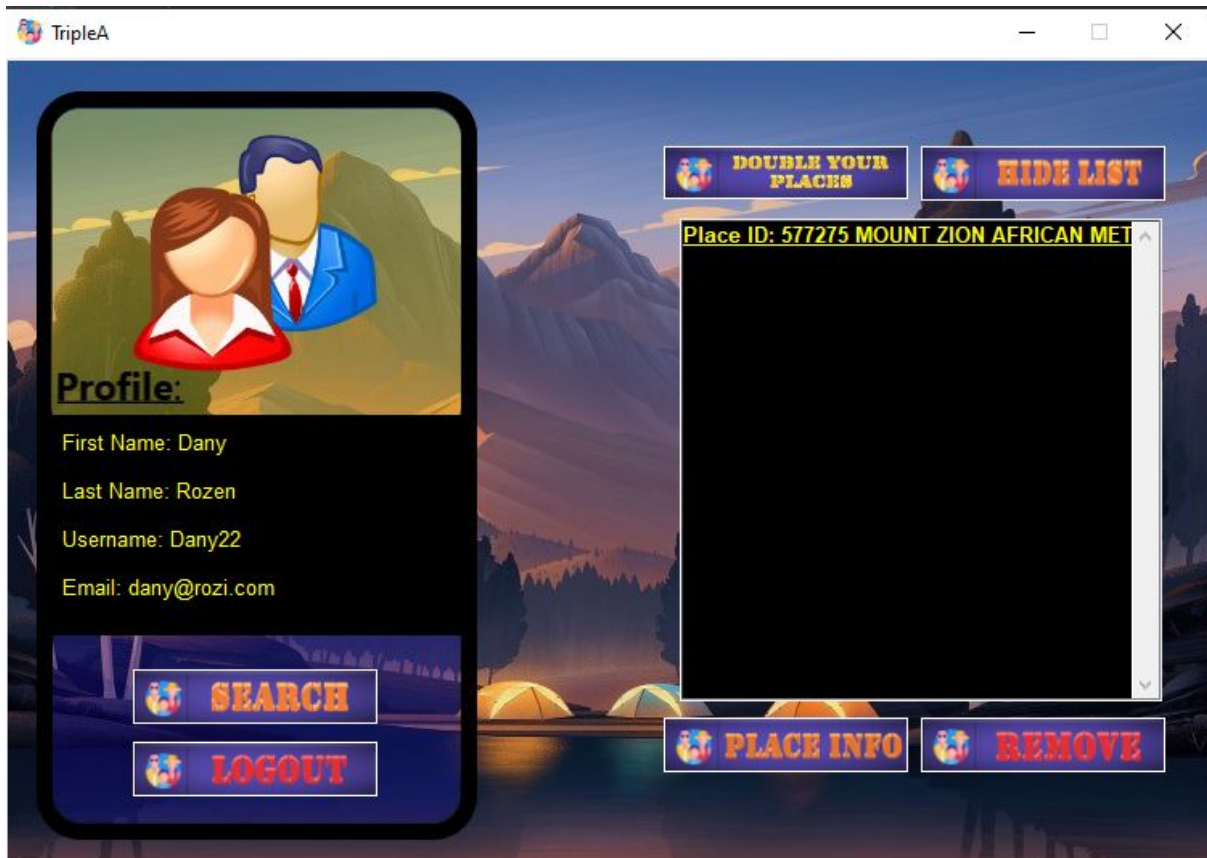 TripleA
Profile:
First Name: Dany
Last Name: Rozen
Username: Dany22
Email: dany@rozi.com
SEARCH
LOGOUT
DOUBLE YOUR
PLACES
HIDE LIST
Place ID: 577275 MOUNT ZION AFRICAN MET
PLACE INFO
REMOVE